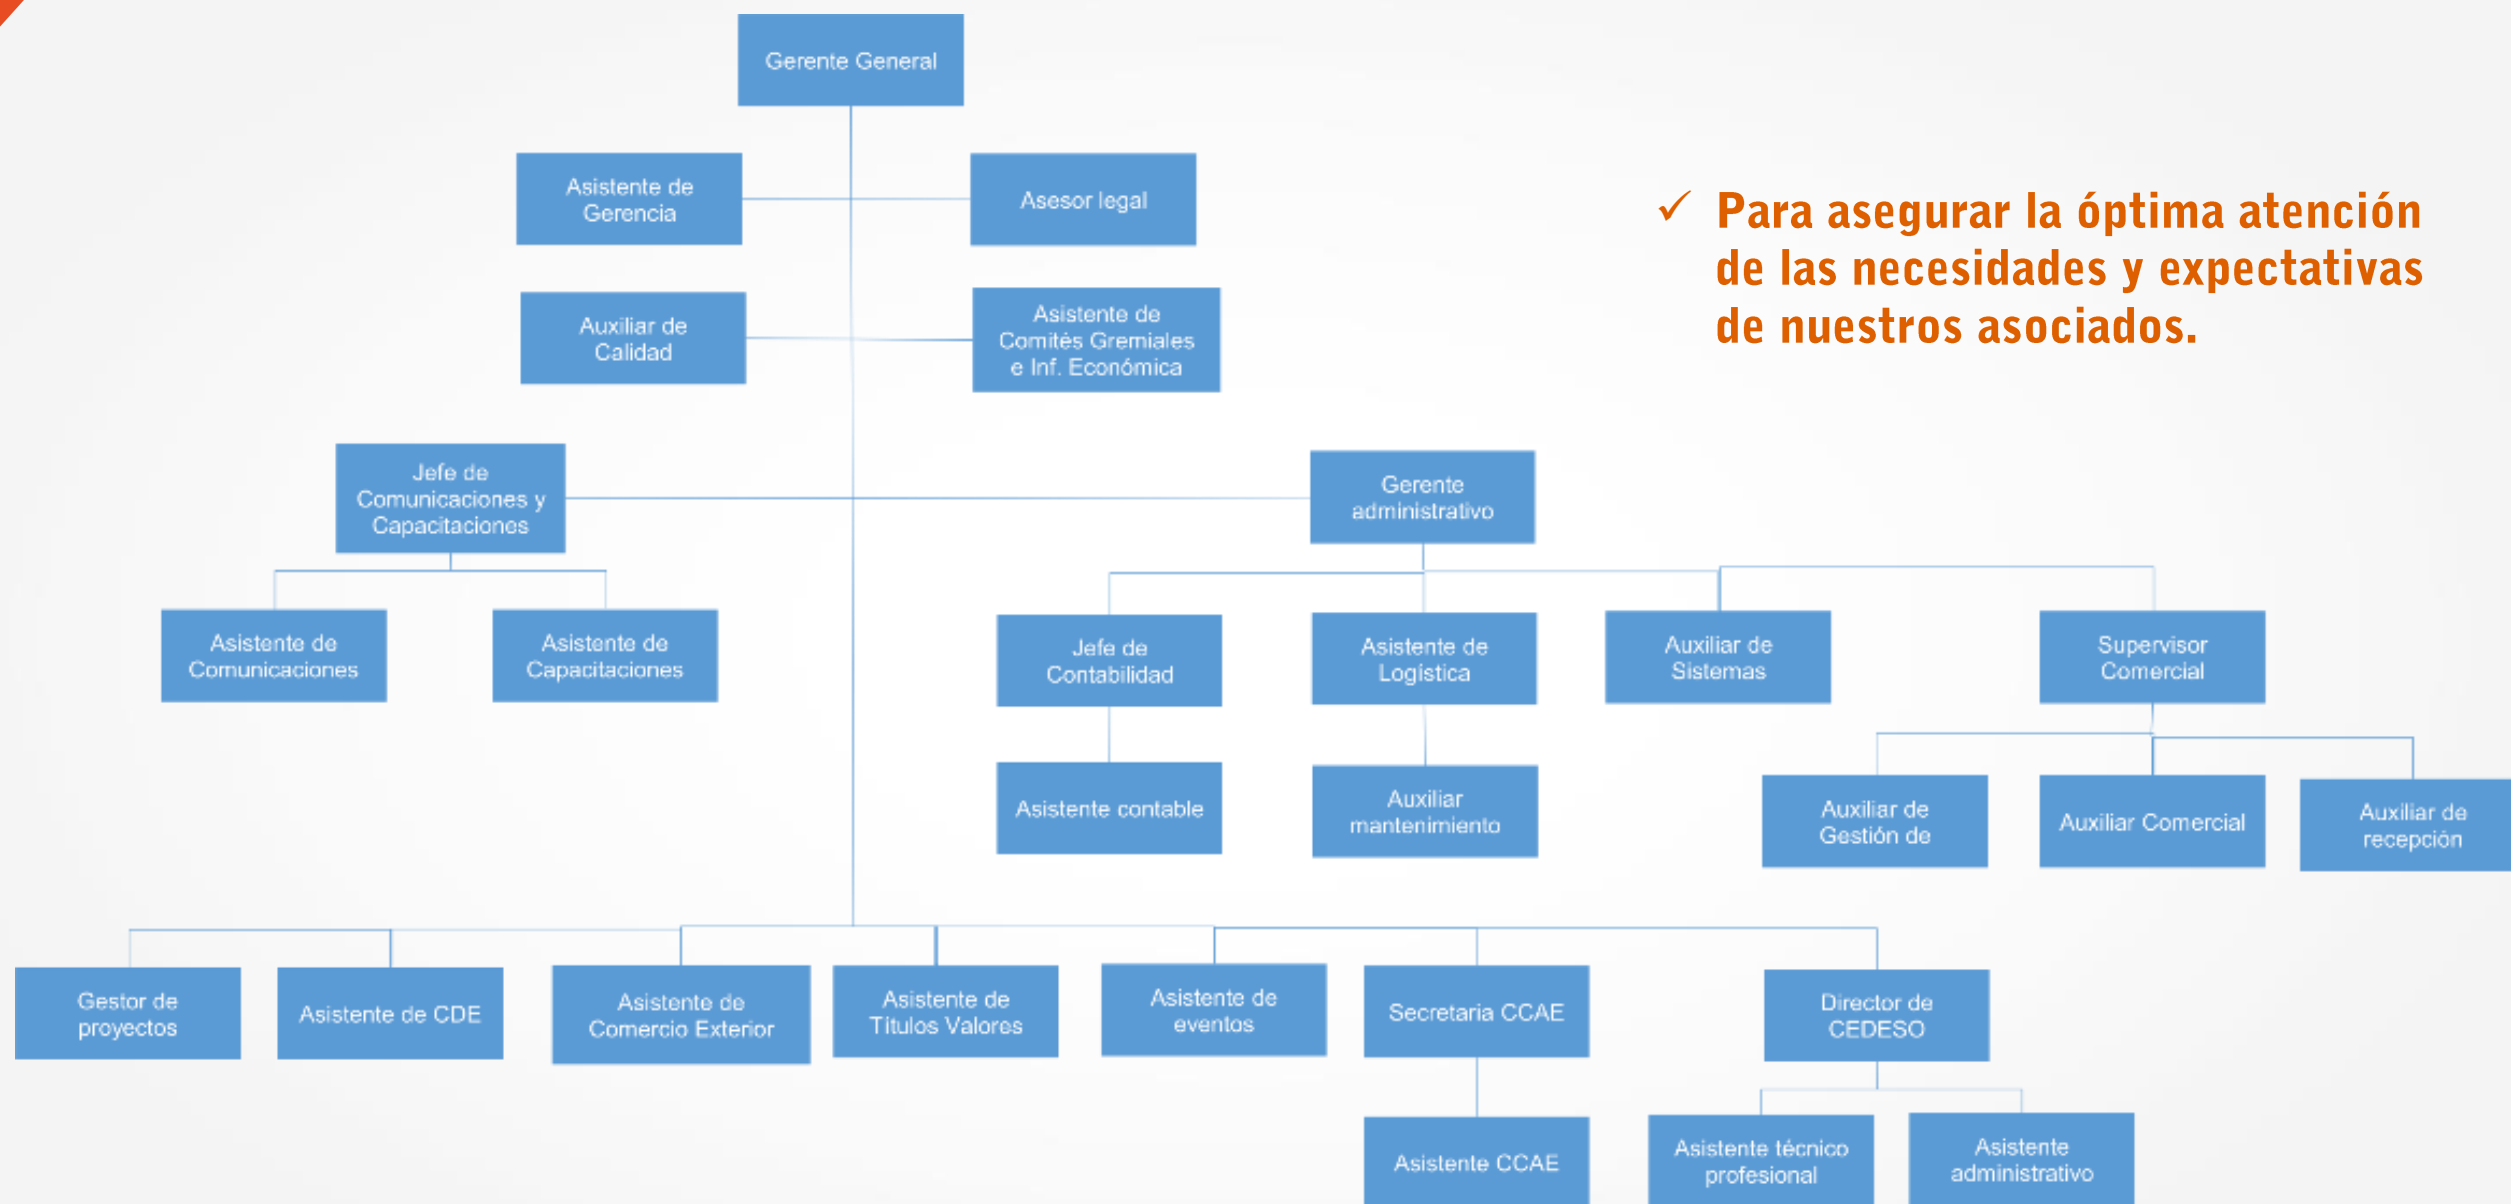 Gerente General
Asistente de
Gerencia
Asesor legal
✓ Para asegurar la óptima atención
de las necesidades y expectativas
de nuestros asociados.
Auxiliar de
Calidad
Asistente de
Comités Gremiales
e Inf. Económica
Jefe de
Comunicaciones y
Capacitaciones
Gerente
administrativo
Asistente de
Comunicaciones
Asistente de
Capacitaciones
Jefe de
Contabilidad
Asistente de
Logística
Auxiliar de
Sistemas
Supervisor
Comercial
Asistente contable
Auxiliar
mantenimiento
Auxiliar de
Gestión de
Auxiliar Comercial
Auxiliar de
recepción
Gestor de
proyectos
Asistente de CDE
Asistente de
Comercio Exterior
Asistente de
Títulos Valores
Asistente de
eventos
Secretaria CCAE
Director de
CEDESO
Asistente CCAE
Asistente técnico
profesional
Asistente
administrativo